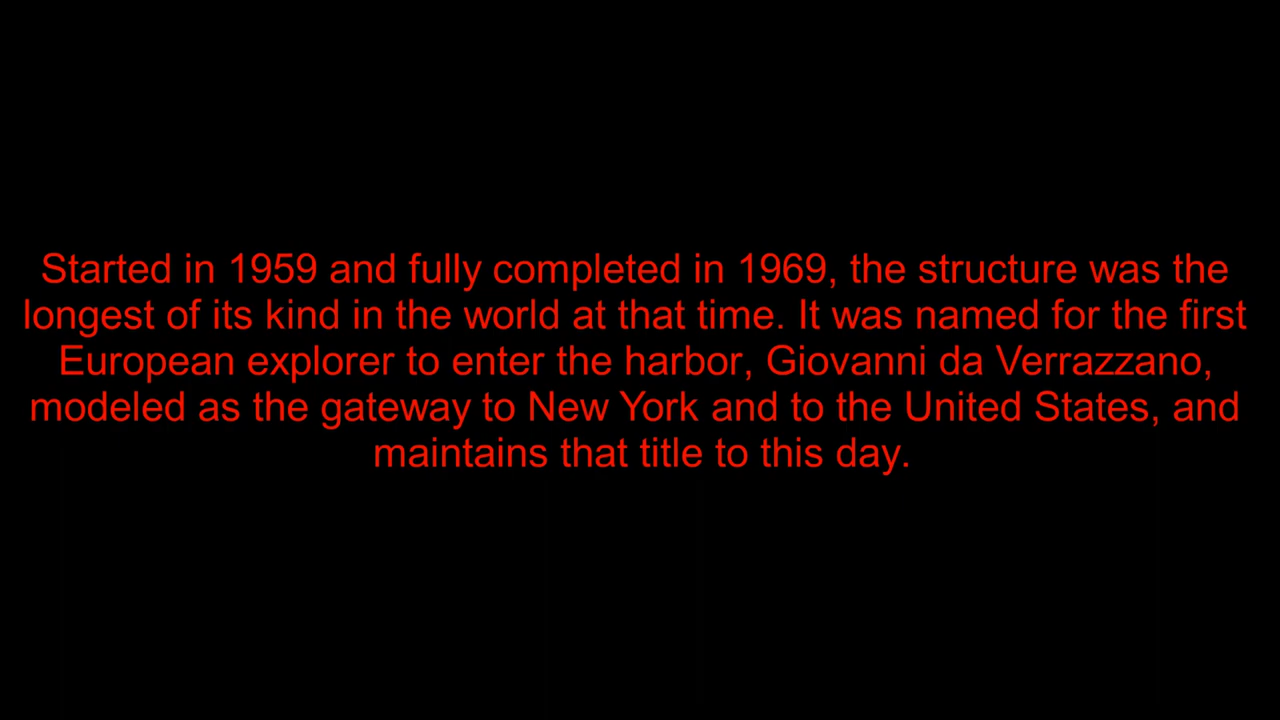 Started in 1959 and fully completed in 1969, the structure was the
longest of its kind in the world at that time. It was named for the first
European explorer to enter the harbor, Giovanni da Verrazzano,
modeled as the gateway to New York and to the United States, and
maintains that title to this day.